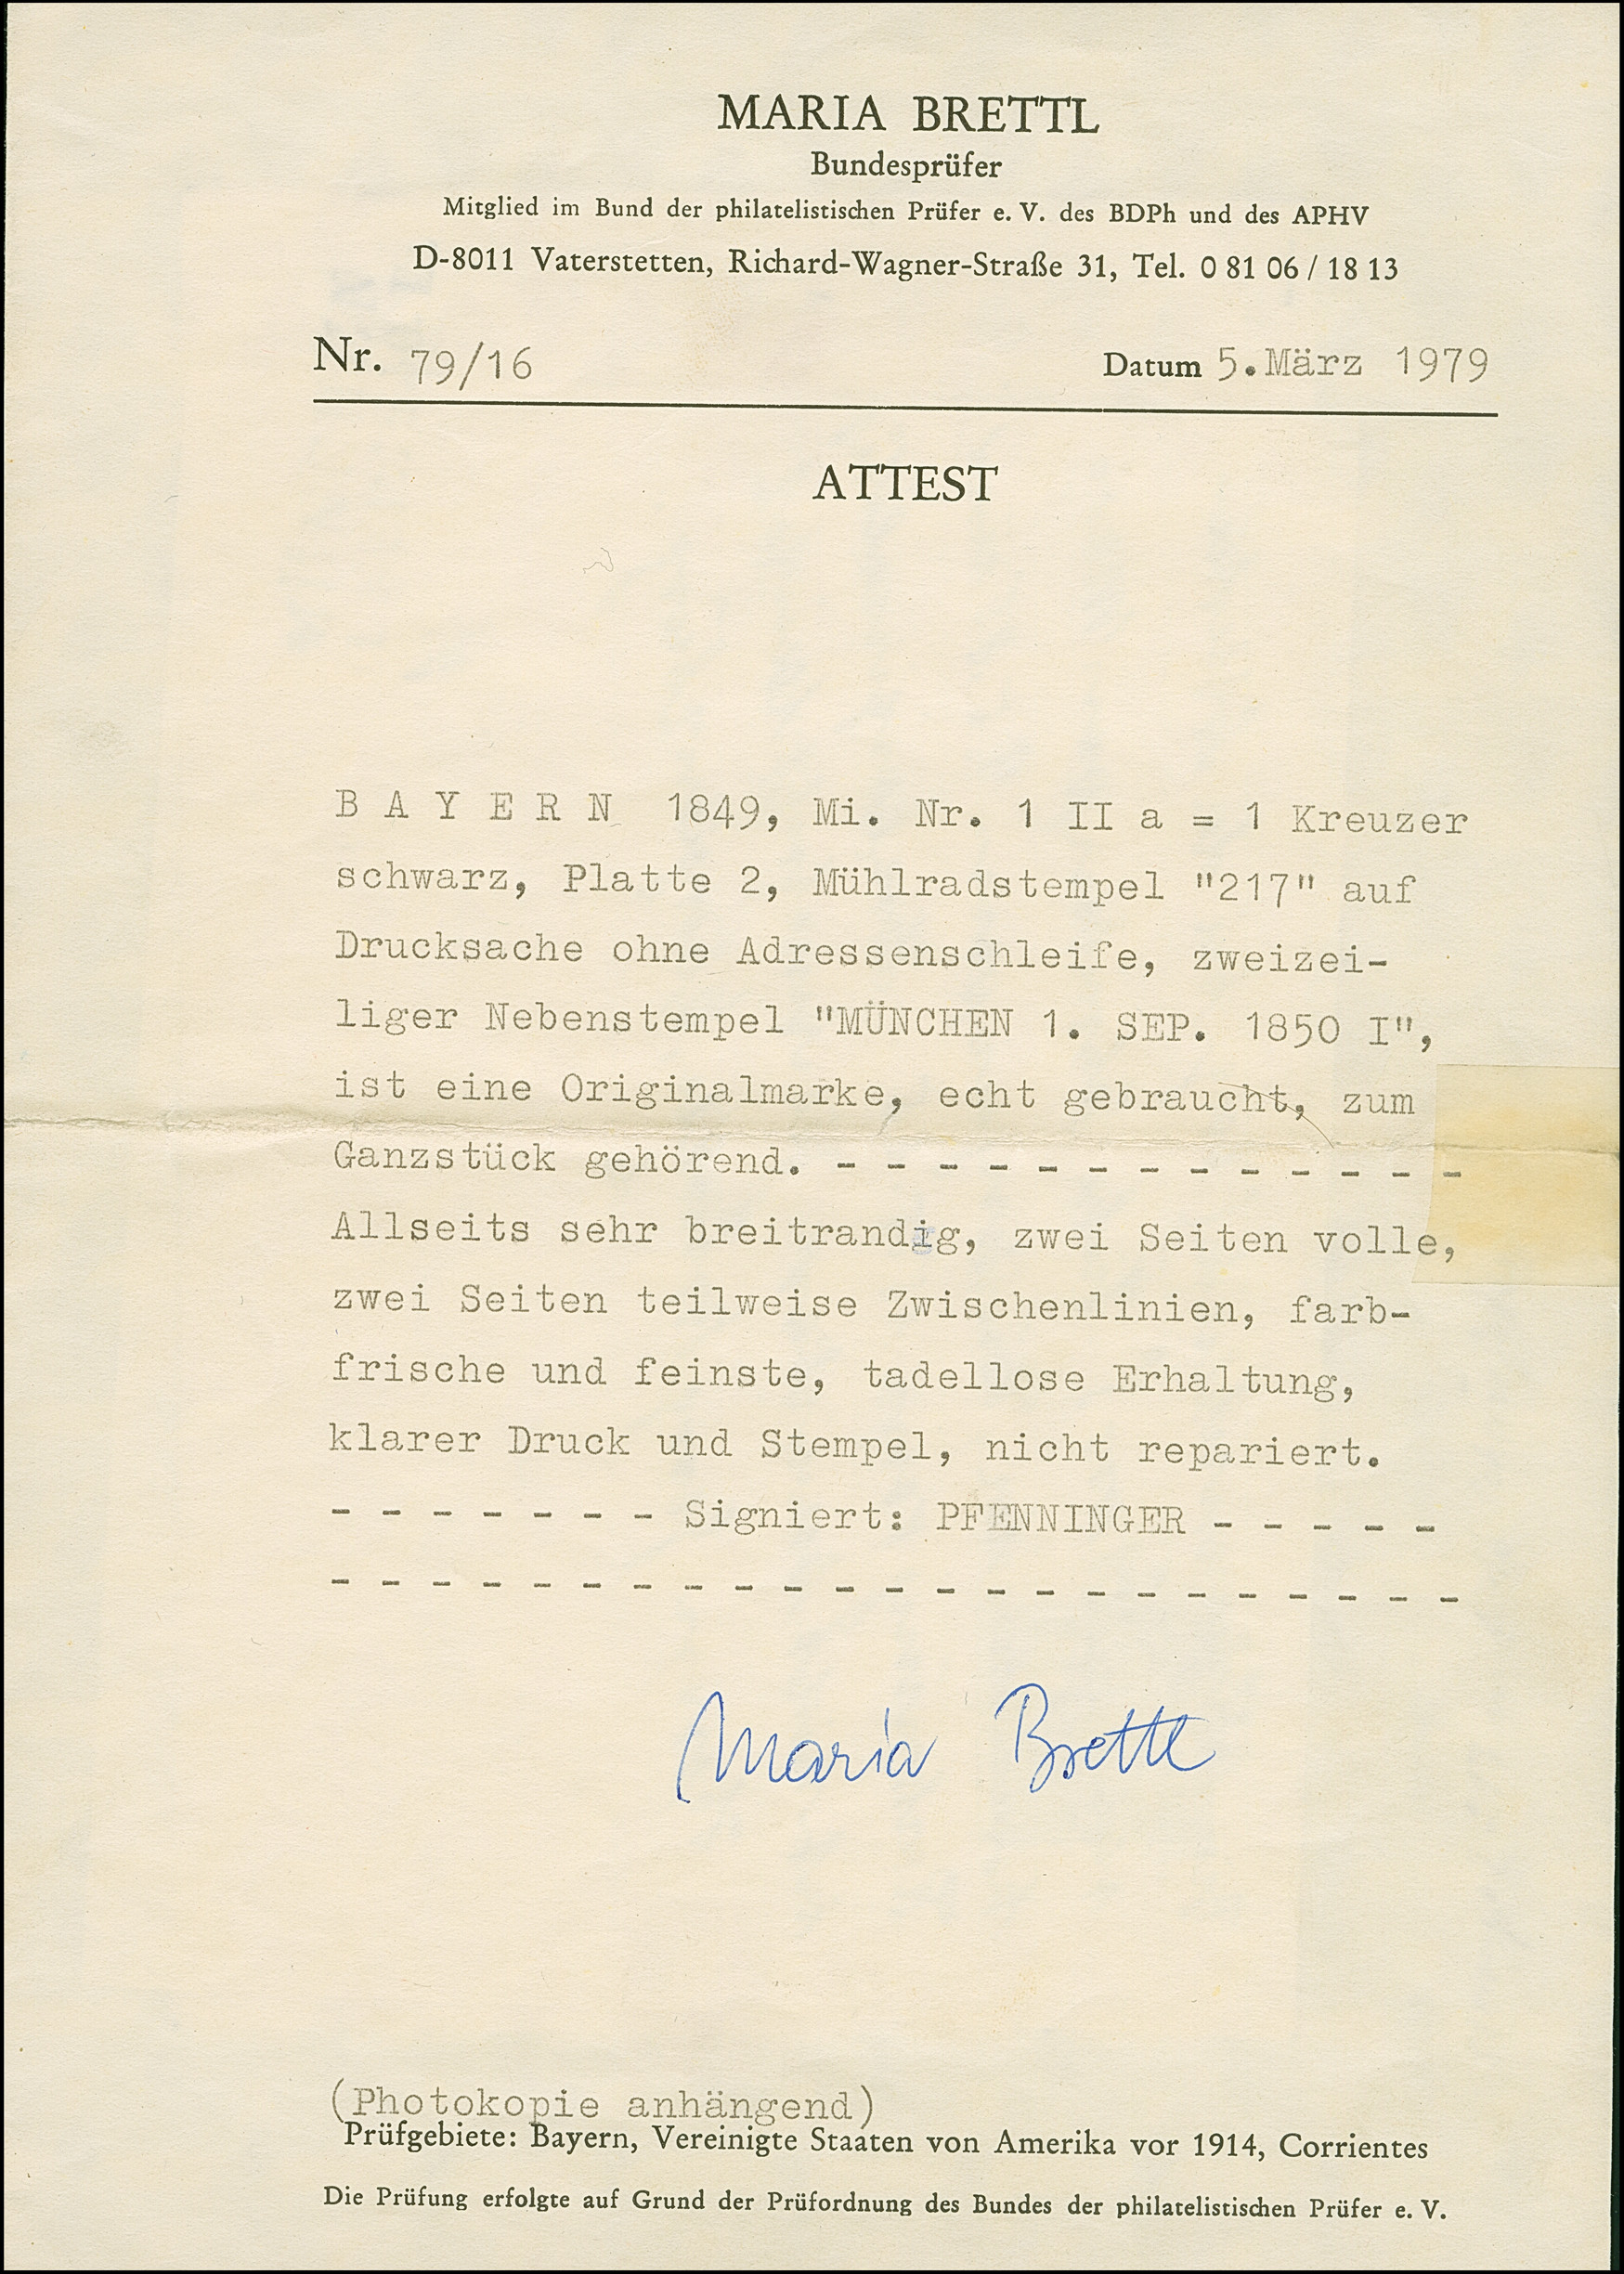 MARIA BRETTL
Bundesprüfer
Mitglied im Bund der philatelistischen Prüfer e. V. des BDPh und des APHV
D-8011 Vaterstetten, Richard-Wagner-Straße 31, Tel. 0 81 06 / 18 13
Nr. 79/16 Datum 5. März 1979
ATTEST
B A Y E R N 1849, Mi. Nr. 1 II a = 1 Kreuzer
schwarz, Platte 2, Mühlradstempel "217" auf
Drucksache ohne Adressenschleife, zweizei-
liger Nebenstempel "MÜNCHEN 1. SEP. 1850 I",
ist eine Originalmarke, echt gebraucht, zum
Ganzstück gehörend. - - - - - - - - - - - - -
Allseits sehr breitrandig, zwei Seiten volle,
zwei Seiten teilweise Zwischenlinien, farb-
frische und feinste, tadellose Erhaltung,
klarer Druck und Stempel, nicht repariert.
- - - - - - - Signiert: PFENNINGER - - - - -
- - - - - - - - - - - - - - - - - - - - - - -
Maria Brettl
(Photokopie anhängend)
Prüfgebiete: Bayern, Vereinigte Staaten von Amerika vor 1914, Corrientes
Die Prüfung erfolgte auf Grund der Prüfordnung des Bundes der philatelistischen Prüfer e. V.